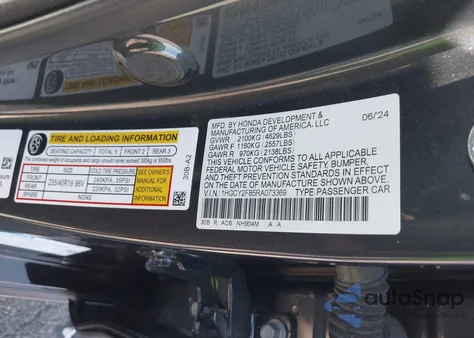 TIRE AND LOADING INFORMATION
SEATING CAPACITY TOTAL 5 FRONT 2 REAR 3
The combined weight of occupants and cargo should never exceed 385kg or 850lbs.
TIRE SIZE COLD TIRE PRESSURE
FRONT 235/40R19 96V 240KPA, 35PSI
REAR 220KPA, 32PSI
SPARE NONE
SEE OWNER'S MANUAL FOR ADDITIONAL INFORMATION
30B-A2
MFD. BY HONDA DEVELOPMENT & 06/24
MANUFACTURING OF AMERICA, LLC
GVWR 2100KG (4629LBS)
GAWR F 1160KG (2557LBS)
GAWR R 970KG (2138LBS)
THIS VEHICLE CONFORMS TO ALL APPLICABLE
FEDERAL MOTOR VEHICLE SAFETY, BUMPER,
AND THEFT PREVENTION STANDARDS IN EFFECT
ON THE DATE OF MANUFACTURE SHOWN ABOVE.
V.I.N.: 1HGCY2F85RA073369 TYPE PASSENGER CAR
30B R AC6 NH904M A A
autoSnap